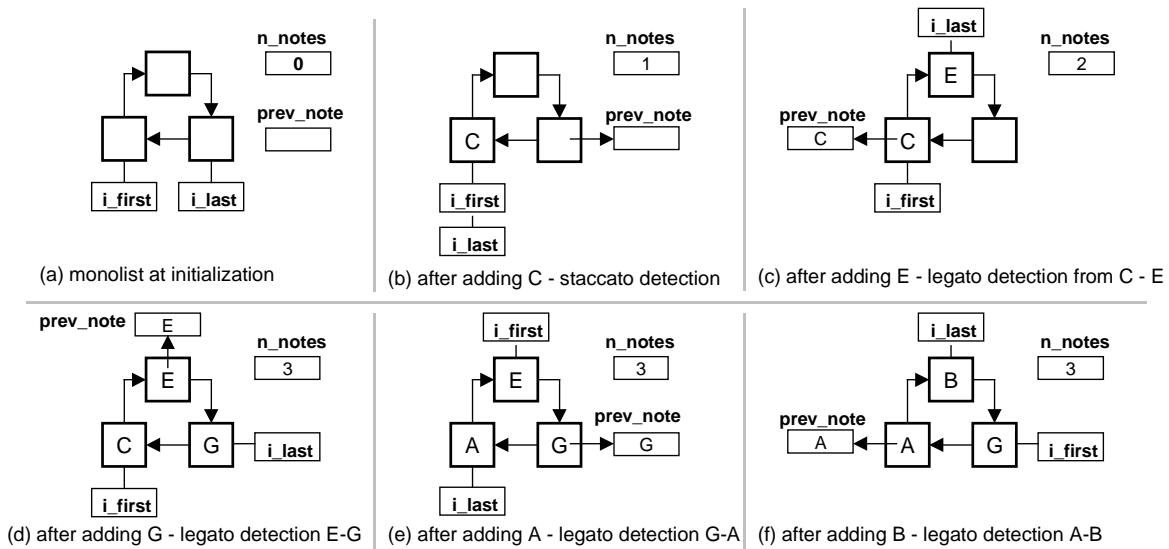 n_notes
0
prev_note
i_first
i_last
(a) monolist at initialization
n_notes
1
prev_note
C
i_first
i_last
(b) after adding C - staccato detection
i_last
n_notes
E
2
prev_note
C
C
i_first
(c) after adding E - legato detection from C - E
prev_note
E
n_notes
E
3
C
G
i_last
i_first
(d) after adding G - legato detection E-G
i_first
n_notes
E
3
prev_note
A
G
G
i_last
(e) after adding A - legato detection G-A
i_last
n_notes
B
3
prev_note
A
A
G
i_first
(f) after adding B - legato detection A-B